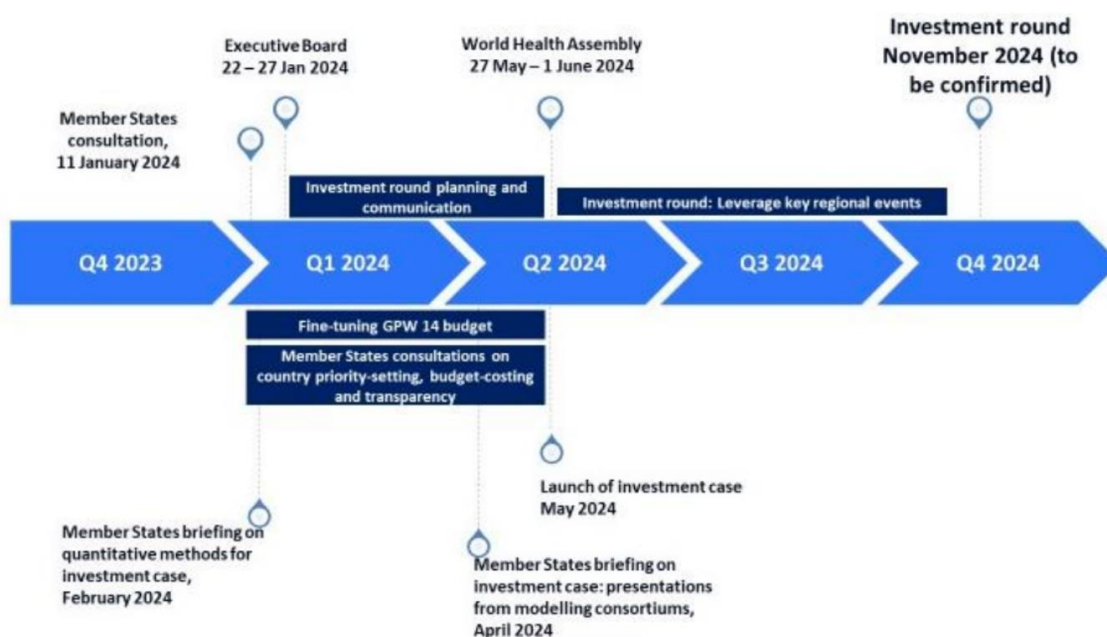 Investment round
November 2024 (to
be confirmed)
Executive Board
22 – 27 Jan 2024
World Health Assembly
27 May – 1 June 2024
Member States
consultation,
11 January 2024
Investment round planning and
communication
Investment round: Leverage key regional events
Q4 2023
Q1 2024
Q2 2024
Q3 2024
Q4 2024
Fine-tuning GPW 14 budget
Member States consultations on
country priority-setting, budget-costing
and transparency
Launch of investment case
May 2024
Member States briefing on
quantitative methods for
investment case,
February 2024
Member States briefing on
investment case: presentations
from modelling consortiums,
April 2024